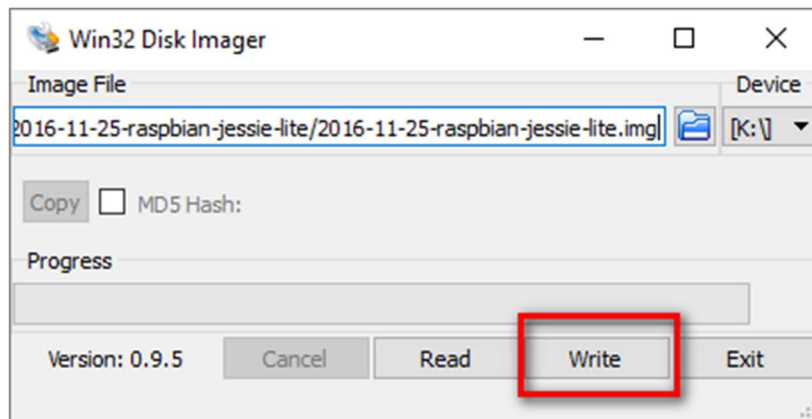 Win32 Disk Imager
Image File
Device
2016-11-25-raspbian-jessie-lite/2016-11-25-raspbian-jessie-lite.img
[K:\]
Copy
MD5 Hash:
Progress
Version: 0.9.5
Cancel
Read
Write
Exit